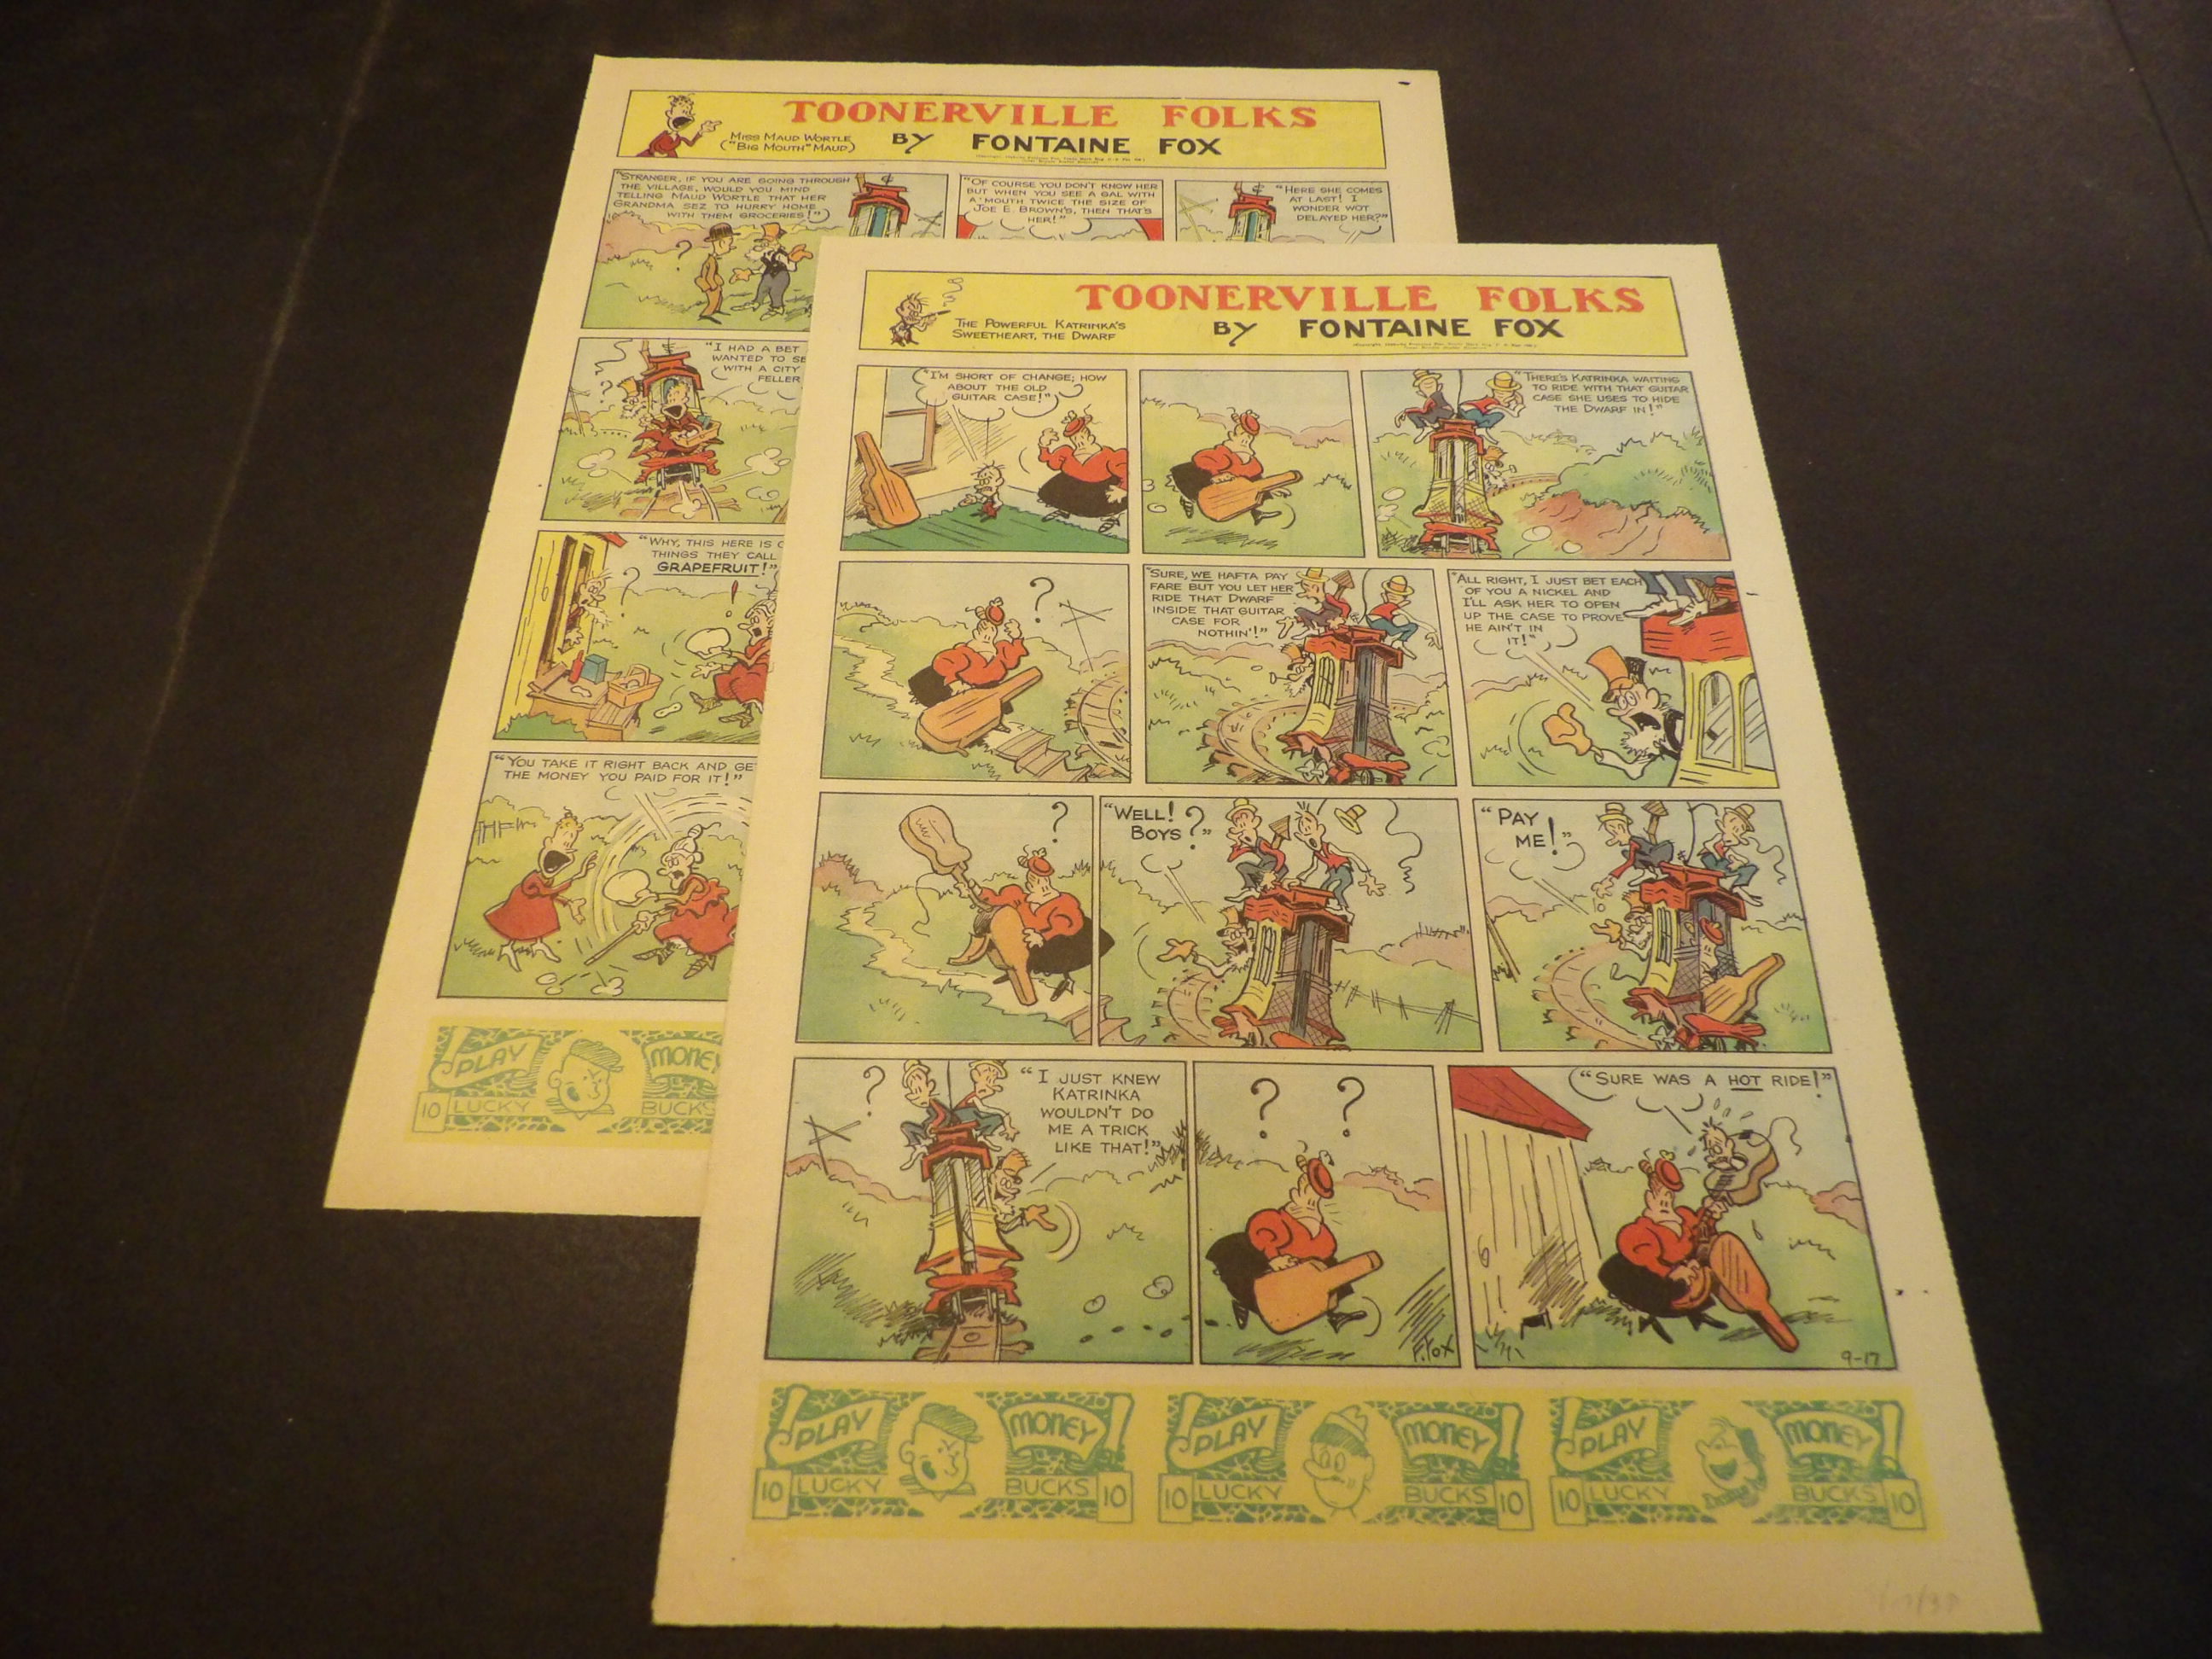 TOONERVILLE FOLKS
MISS MAUD WORTLE
("BIG MOUTH" MAUD)
BY FONTAINE FOX
"STRANGER, IF YOU ARE GOING THROUGH
THE VILLAGE, WOULD YOU MIND
TELLING MAUD WORTLE THAT HER
GRANDMA SEZ TO HURRY HOME
WITH THEM GROCERIES!"
?
"OF COURSE YOU DON'T KNOW HER
BUT WHEN YOU SEE A GAL WITH
A MOUTH TWICE THE SIZE OF
JOE E. BROWN'S, THEN THAT'S
HER!"
"HERE SHE COMES
AT LAST! I
WONDER WOT
DELAYED HER?"
"I HAD A BET
WANTED TO SE
WITH A CITY
FELLER
?
"WHY, THIS HERE IS
THINGS THEY CALL
GRAPEFRUIT!"
?
!
"YOU TAKE IT RIGHT BACK AND GE
THE MONEY YOU PAID FOR IT!"
PLAY MONEY
10 LUCKY BUCKS
TOONERVILLE FOLKS
THE POWERFUL KATRINKA'S
SWEETHEART, THE DWARF
BY FONTAINE FOX
"I'M SHORT OF CHANGE; HOW
ABOUT THE OLD
GUITAR CASE!"
"THERE'S KATRINKA WAITING
TO RIDE WITH THAT GUITAR
CASE SHE USES TO HIDE
THE DWARF IN!"
?
"SURE, WE HAFTA PAY
FARE BUT YOU LET HER
RIDE THAT DWARF
INSIDE THAT GUITAR
CASE FOR
NOTHIN'!"
"ALL RIGHT, I JUST BET EACH
OF YOU A NICKEL AND
I'LL ASK HER TO OPEN
UP THE CASE TO PROVE
HE AIN'T IN
IT!"
?
"WELL!
BOYS?"
"PAY
ME!"
?
"I JUST KNEW
KATRINKA
WOULDN'T DO
ME A TRICK
LIKE THAT!"
? ?
F. FOX
"SURE WAS A HOT RIDE!"
9-17
PLAY MONEY
10 LUCKY BUCKS 10
PLAY MONEY
10 LUCKY BUCKS 10
PLAY MONEY
10 LUCKY BUCKS 10